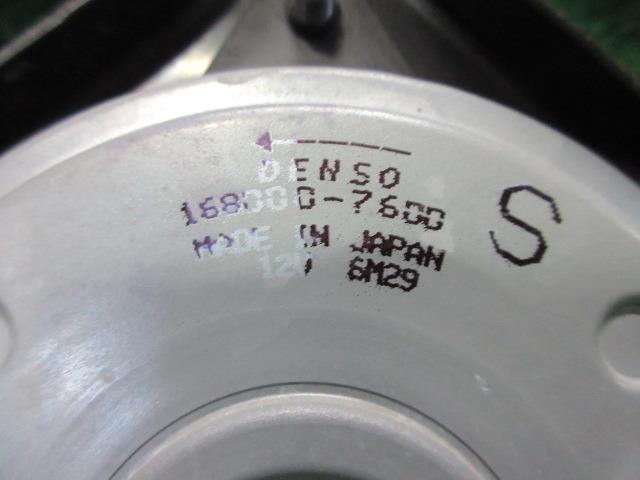 DENSO
168000-7600
MADE IN JAPAN
12V 6M29
S